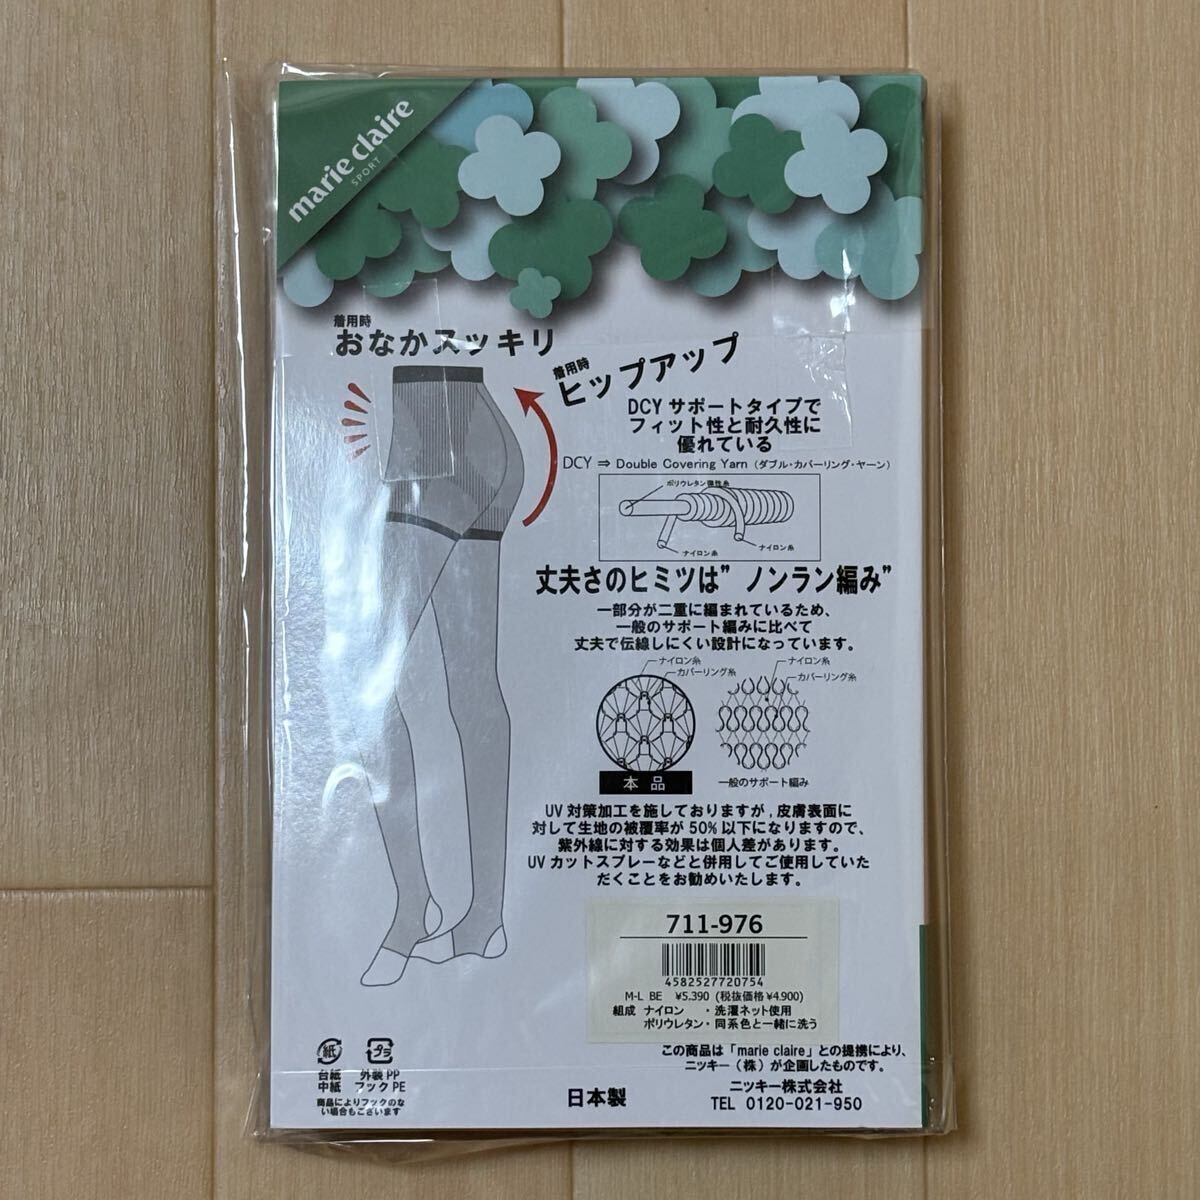 marie claire
SPORT
着用時
おなかスッキリ
着用時
ヒップアップ
DCY サポートタイプで
フィット性と耐久性に
優れている
DCY ⇒ Double Covering Yarn (ダブル・カバーリング・ヤーン)
ポリウレタン弾性糸
ナイロン糸
ナイロン糸
丈夫さのヒミツは”ノンラン編み”
一部分が二重に編まれているため、
一般のサポート編みに比べて
丈夫で伝線しにくい設計になっています。
ナイロン糸
カバーリング糸
ナイロン糸
カバーリング糸
本品
一般のサポート編み
UV 対策加工を施しておりますが,皮膚表面に
対して生地の被覆率が 50% 以下になりますので、
紫外線に対する効果は個人差があります。
UV カットスプレーなどと併用してご使用していた
だくことをお勧めいたします。
711-976
4582527720754
M-L BE ¥5.390 (税抜価格¥4.900)
組成 ナイロン ・洗濯ネット使用
ポリウレタン ・同系色と一緒に洗う
この商品は「marie claire」との提携により、
ニッキー(株)が企画したものです。
紙
プラ
台紙 外装 PP
中紙 フック PE
商品によりフックのな
い場合もございます
日本製
ニッキー株式会社
TEL 0120-021-950